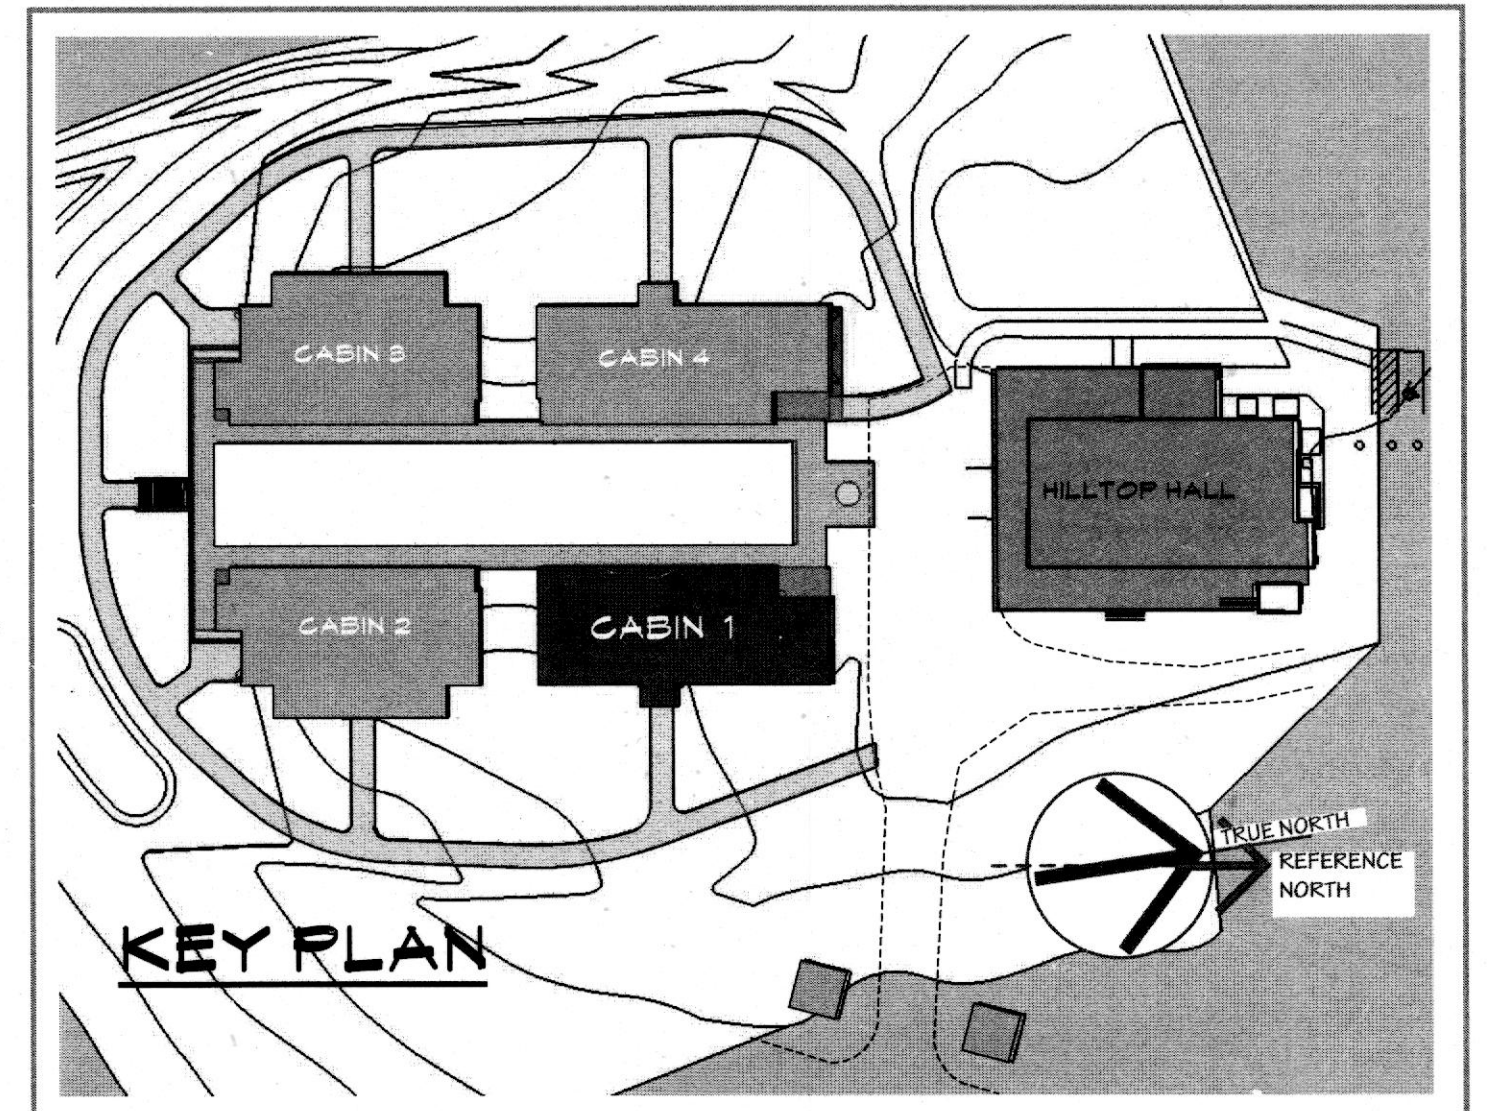 CABIN 3
CABIN 4
HILLTOP HALL
CABIN 2
CABIN 1
TRUE NORTH
REFERENCE
NORTH
KEY PLAN